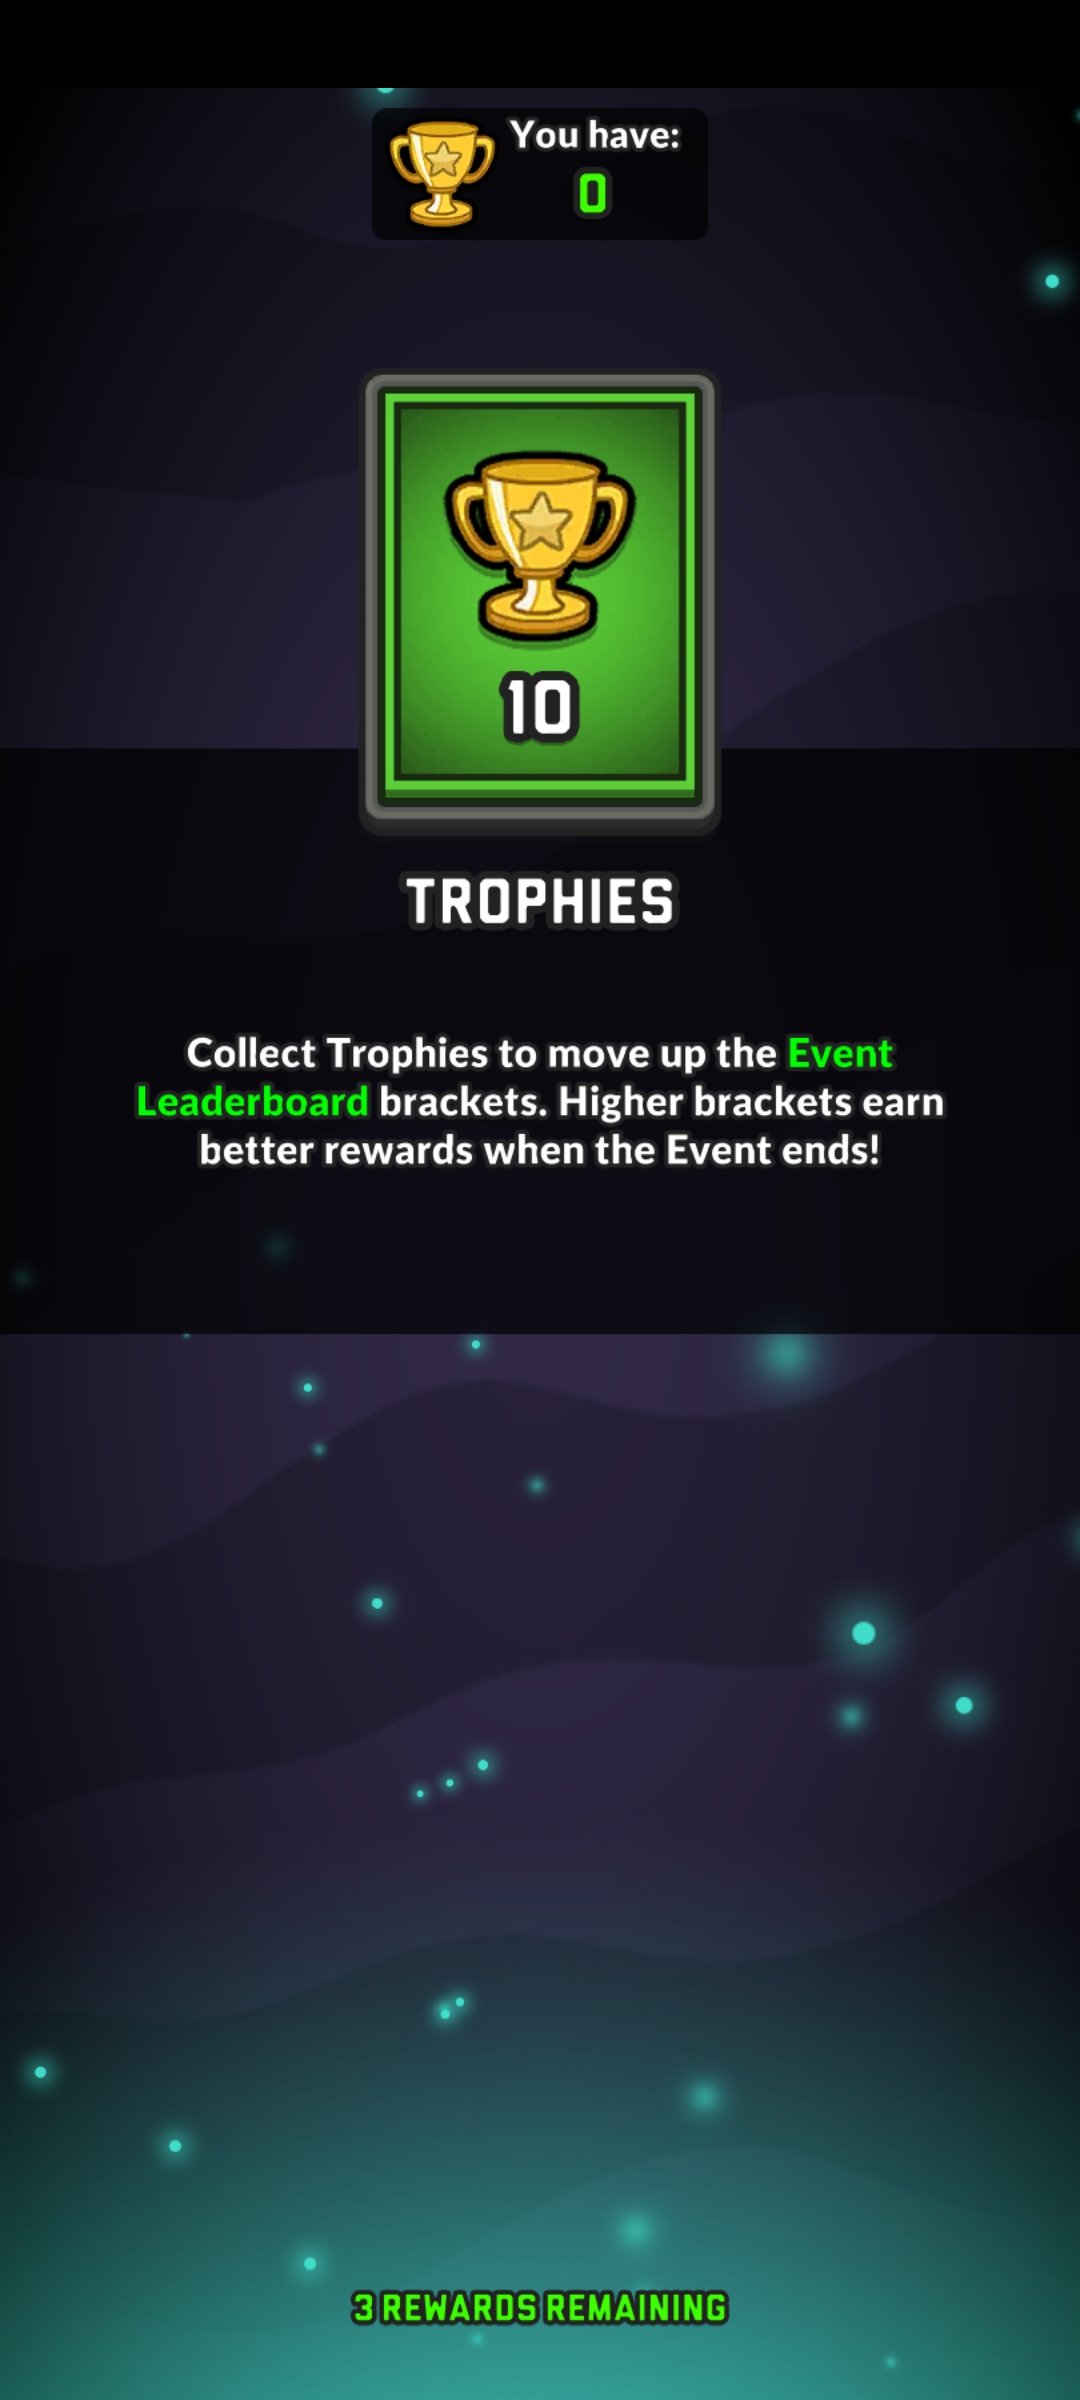 You have:
0
10
TROPHIES
Collect Trophies to move up the Event
Leaderboard brackets. Higher brackets earn
better rewards when the Event ends!
3 REWARDS REMAINING